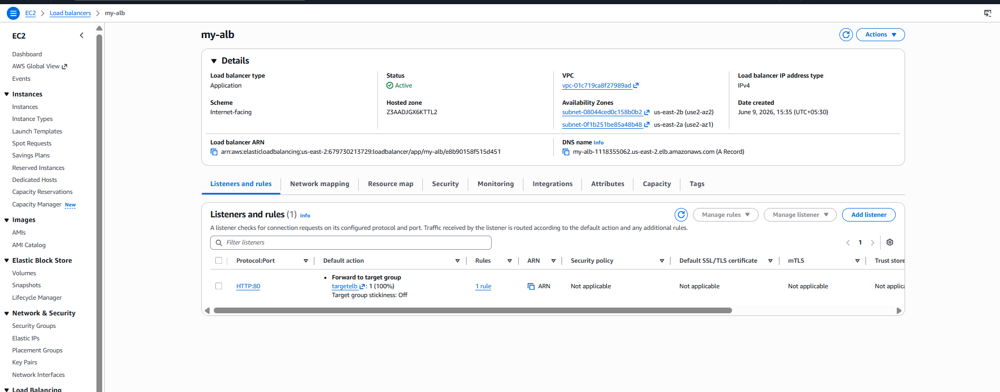 EC2 > Load balancers > my-alb
EC2
Dashboard
AWS Global View
Events
Instances
Instances
Instance Types
Launch Templates
Spot Requests
Savings Plans
Reserved Instances
Dedicated Hosts
Capacity Reservations
Capacity Manager New
Images
AMIs
AMI Catalog
Elastic Block Store
Volumes
Snapshots
Lifecycle Manager
Network & Security
Security Groups
Elastic IPs
Placement Groups
Key Pairs
Network Interfaces
Load Balancing
my-alb
Actions
Details
Load balancer type
Application
Status
Active
VPC
vpc-01c719ca8f27989ad
Load balancer IP address type
IPv4
Scheme
Internet-facing
Hosted zone
Z3AADJGX6KTTL2
Availability Zones
subnet-08044ced0c158b0b2 us-east-2b (use2-az2)
subnet-0f1b251be85a48b48 us-east-2a (use2-az1)
Date created
June 9, 2026, 15:35 (UTC+05:30)
Load balancer ARN
arn:aws:elasticloadbalancing:us-east-2:679730213729:loadbalancer/app/my-alb/e8b90158f515d451
DNS name Info
my-alb-1118355062.us-east-2.elb.amazonaws.com (A Record)
Listeners and rules Network mapping Resource map Security Monitoring Integrations Attributes Capacity Tags
Listeners and rules (1) Info
Manage rules Manage listener Add listener
A listener checks for connection requests on its configured protocol and port. Traffic received by the listener is routed according to the default action and any additional rules.
Filter listeners
1
Protocol:Port Default action Rules ARN Security policy Default SSL/TLS certificate mTLS Trust store
HTTP:80
• Forward to target group
targetelb : 1 (100%)
Target group stickiness: Off
1 rule
ARN
Not applicable
Not applicable
Not applicable
Not applica